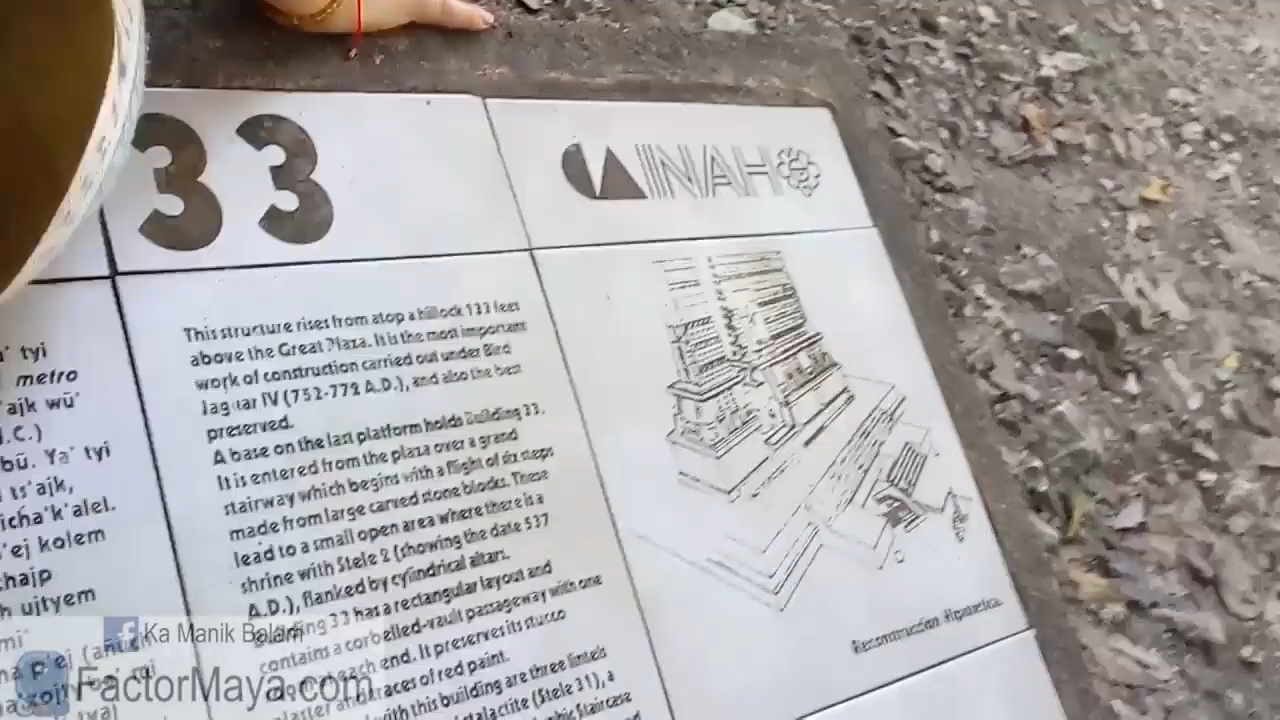 33
INAH
This structure rises from atop a hillock 133 feet
above the Great Plaza. It is the most important
work of construction carried out under Bird
Jaguar IV (752-772 A.D.), and also the best
preserved.
A base on the last platform holds Building 33.
It is entered from the plaza over a grand
stairway which begins with a flight of six steps
made from large carved stone blocks. These
lead to a small open area where there is a
shrine with Stele 2 (showing the date 537
A.D.), flanked by cylindrical altars.
Building 33 has a rectangular layout and
contains a corbelled-vault passageway with one
each end. It preserves its stucco
traces of red paint.
with this building are three lintels
stalactite (Stele 31), a
Staircase
tyi
metro
'ajk wü'
bü. Ya' tyi
ts'ajk,
icha'k'alel.
'ej kolem
ujtyem
p'ej
Reconstrucción Hipotética
Ka Manik Balam
FactorMaya.com